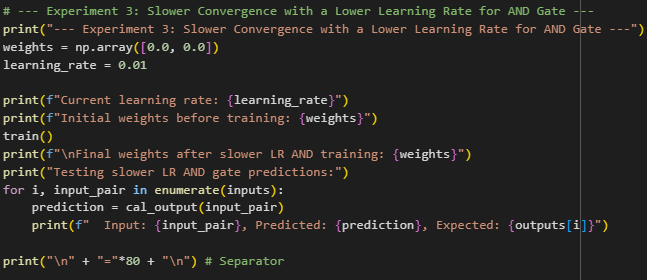 # --- Experiment 3: Slower Convergence with a Lower Learning Rate for AND Gate ---
print("--- Experiment 3: Slower Convergence with a Lower Learning Rate for AND Gate ---")
weights = np.array([0.0, 0.0])
learning_rate = 0.01

print(f"Current learning rate: {learning_rate}")
print(f"Initial weights before training: {weights}")
train()
print(f"\nFinal weights after slower LR AND training: {weights}")
print("Testing slower LR AND gate predictions:")
for i, input_pair in enumerate(inputs):
    prediction = cal_output(input_pair)
    print(f"  Input: {input_pair}, Predicted: {prediction}, Expected: {outputs[i]}")

print("\n" + "="*80 + "\n") # Separator